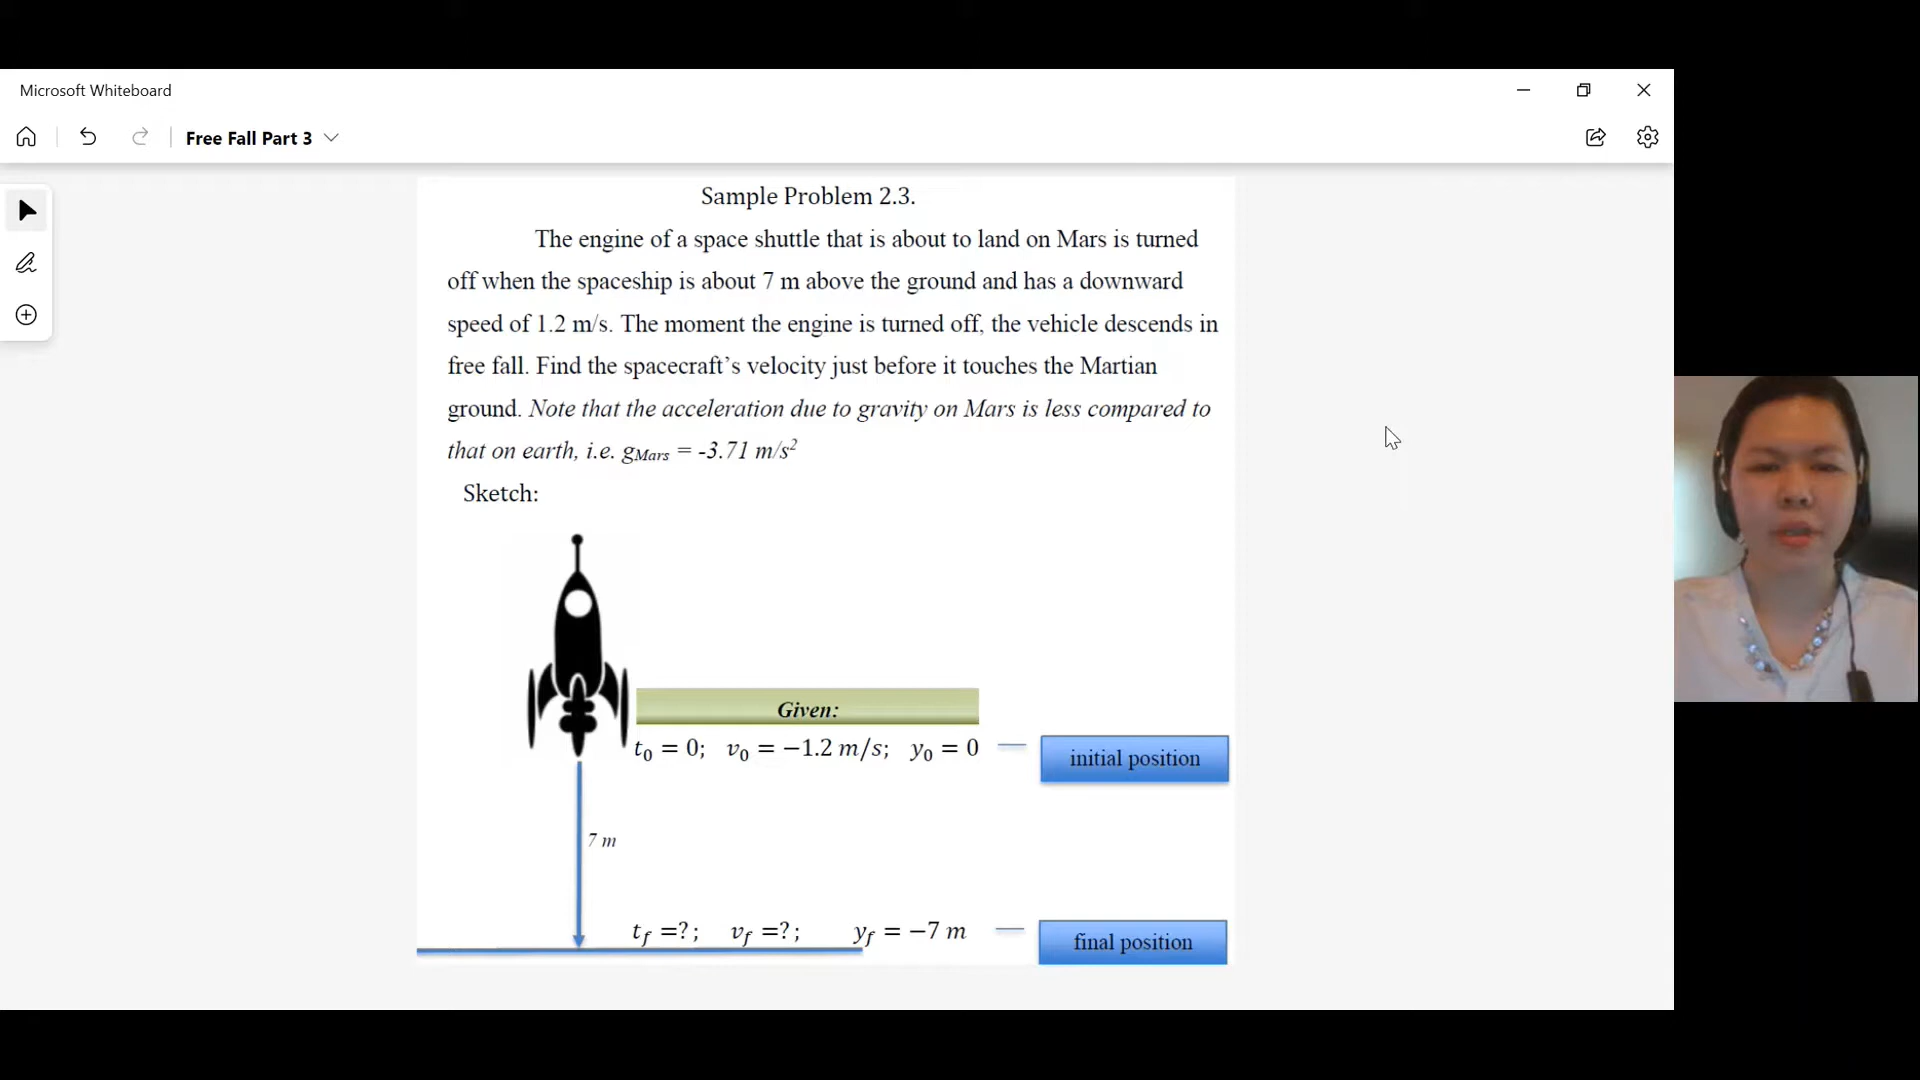 Microsoft Whiteboard
Free Fall Part 3
Sample Problem 2.3.
The engine of a space shuttle that is about to land on Mars is turned
off when the spaceship is about 7 m above the ground and has a downward
speed of 1.2 m/s. The moment the engine is turned off, the vehicle descends in
free fall. Find the spacecraft’s velocity just before it touches the Martian
ground. Note that the acceleration due to gravity on Mars is less compared to
that on earth, i.e. gMars = -3.71 m/s²
Sketch:
Given:
t₀ = 0; v₀ = −1.2 m/s; y₀ = 0
initial position
7 m
t_f =?; v_f =?; y_f = −7 m
final position